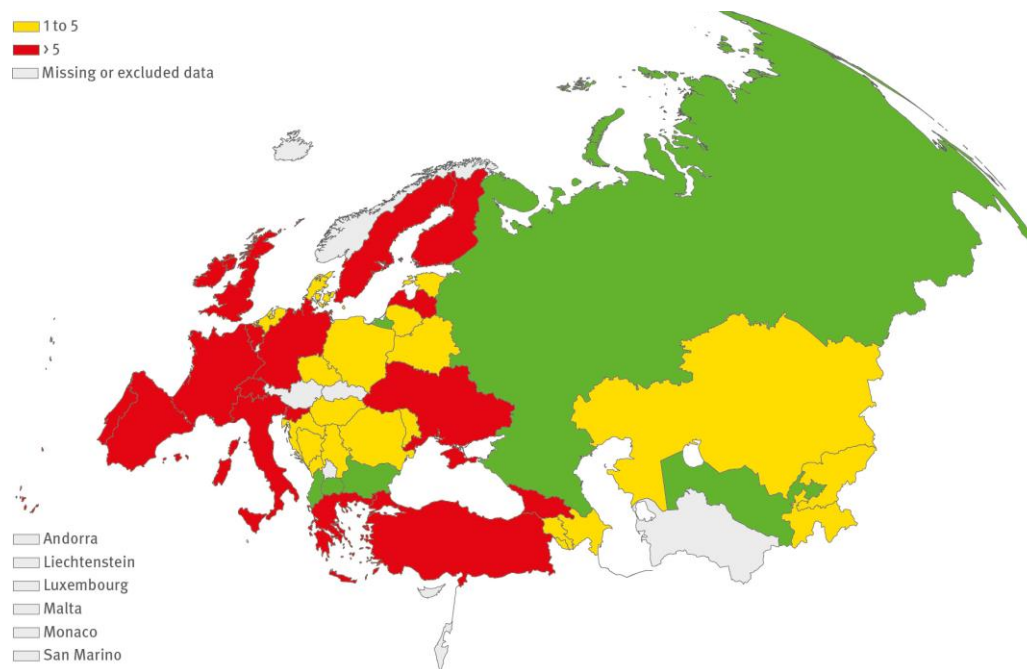 1 to 5
> 5
Missing or excluded data
Andorra
Liechtenstein
Luxembourg
Malta
Monaco
San Marino